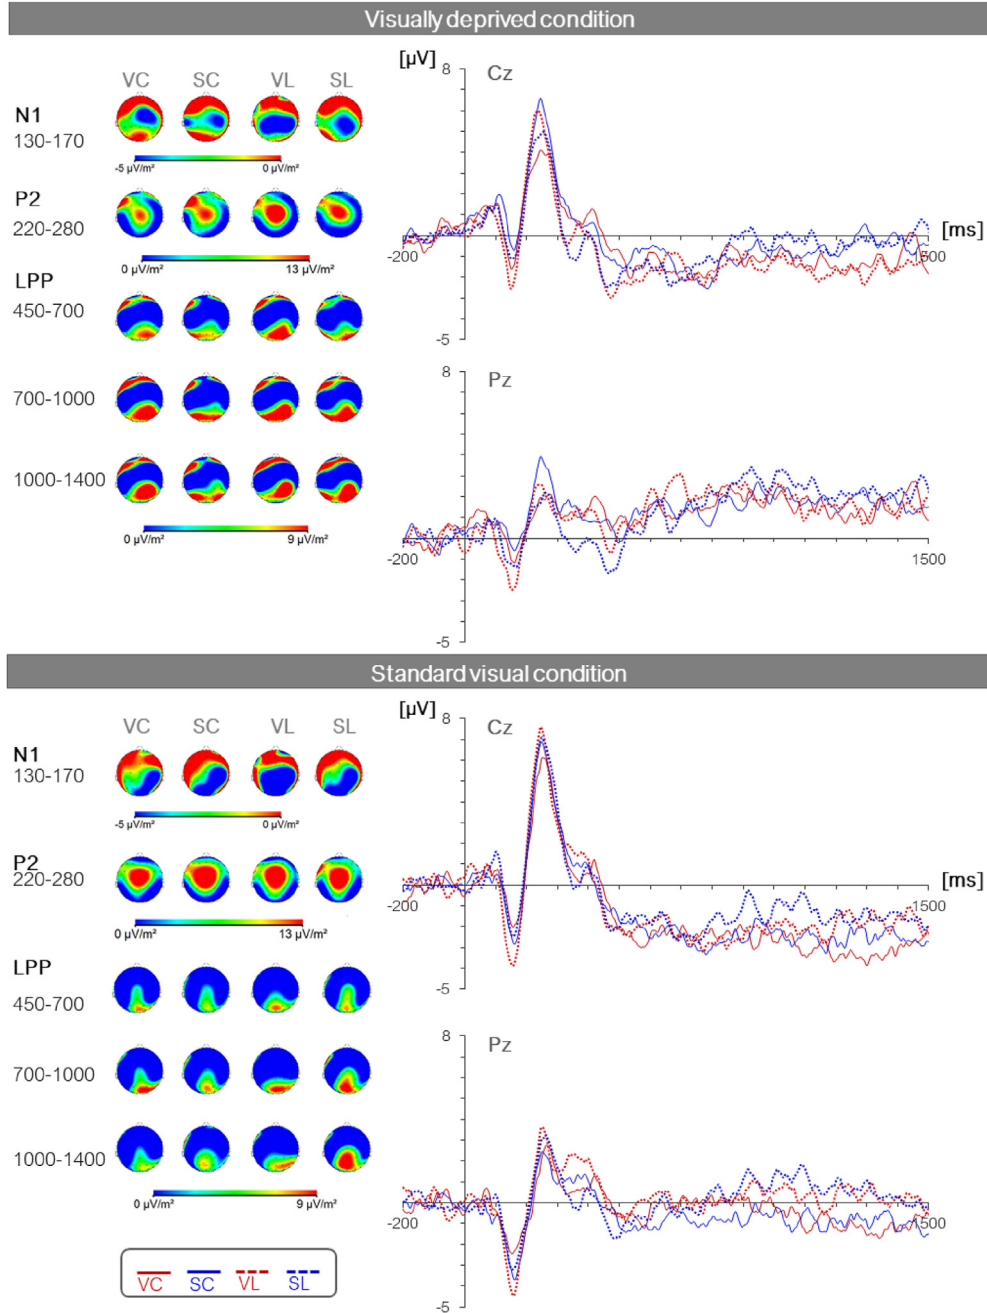 Visually deprived condition
[µV]
8
Cz
VC SC VL SL
N1
130-170
-5 µV/m² 0 µV/m²
P2
220-280
[ms]
-200
500
0 µV/m² 13 µV/m²
LPP
450-700
-5
8
Pz
700-1000
1000-1400
0 µV/m² 9 µV/m²
-200
1500
-5
Standard visual condition
[µV]
8
Cz
VC SC VL SL
N1
130-170
-5 µV/m² 0 µV/m²
P2
220-280
[ms]
-200
1500
0 µV/m² 13 µV/m²
LPP
450-700
-5
8
Pz
700-1000
1000-1400
0 µV/m² 9 µV/m²
-200
1500
VC SC VL SL
-5